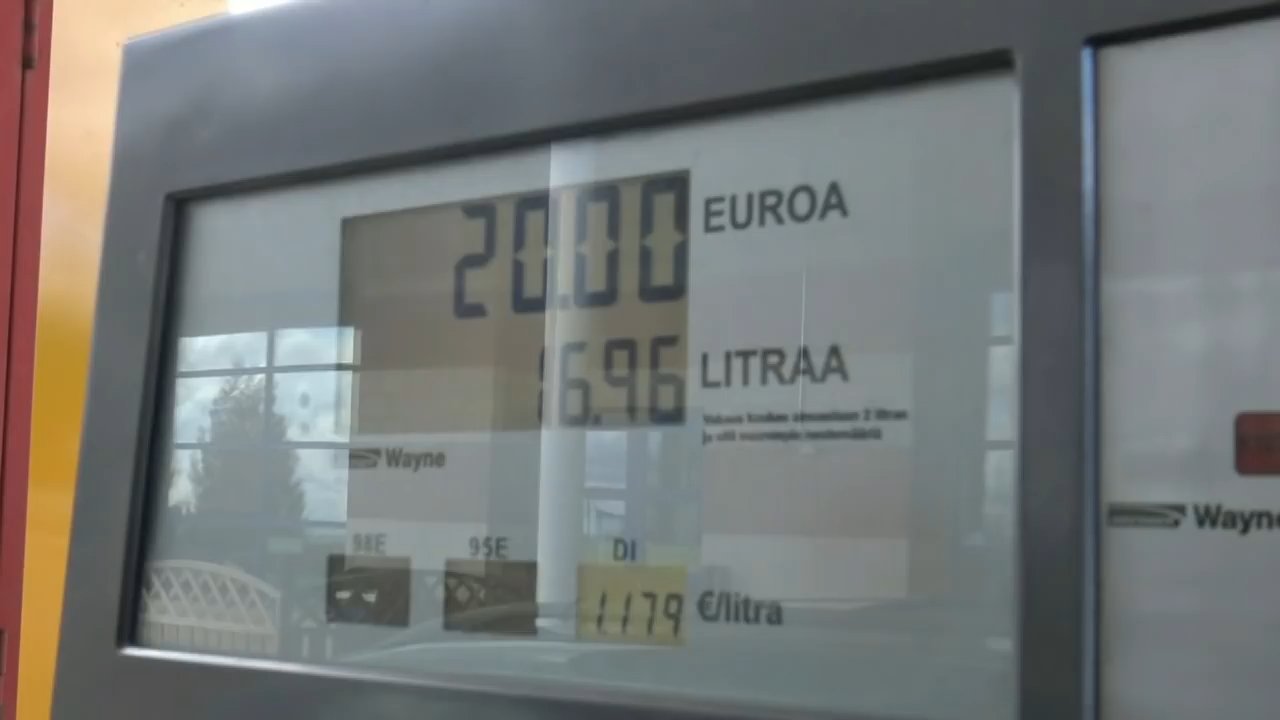 20.00 EUROA
16.96 LITRAA
Wayne
98E 95E DI
1.179 €/litra
Wayne